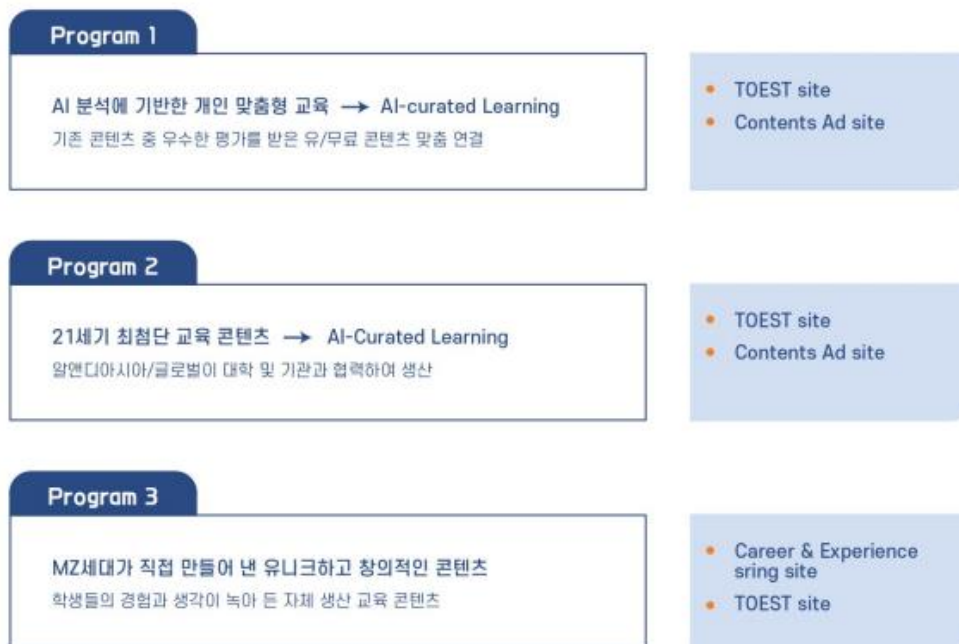 Program 1
AI 분석에 기반한 개인 맞춤형 교육 → AI-curated Learning
기존 콘텐츠 중 우수한 평가를 받은 유/무료 콘텐츠 맞춤 연결
• TOEST site
• Contents Ad site
Program 2
21세기 최첨단 교육 콘텐츠 → AI-Curated Learning
알앤디아시아/글로벌이 대학 및 기관과 협력하여 생산
• TOEST site
• Contents Ad site
Program 3
MZ세대가 직접 만들어 낸 유니크하고 창의적인 콘텐츠
학생들의 경험과 생각이 녹아 든 자체 생산 교육 콘텐츠
• Career & Experience
sring site
• TOEST site